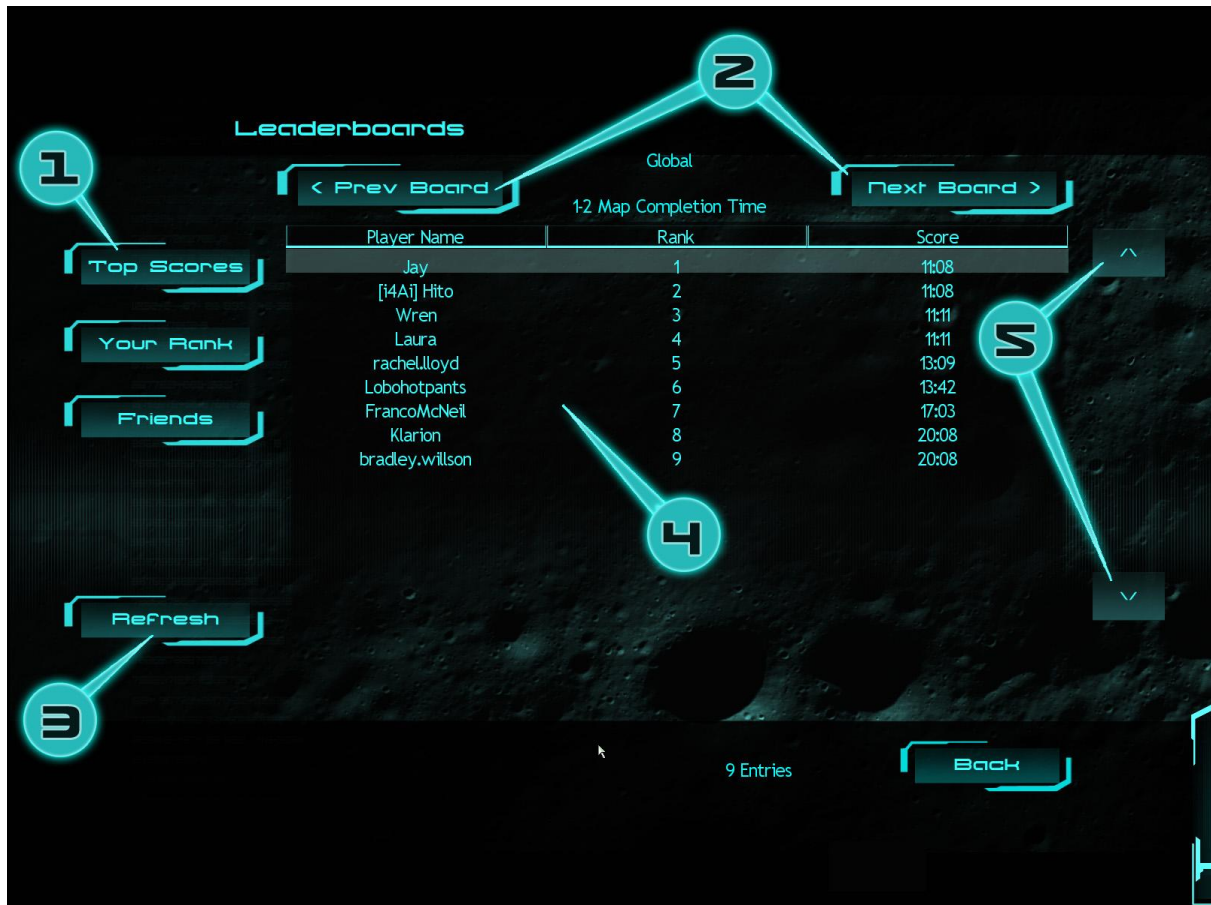 2
Leaderboards
1
Global
< Prev Board
Next Board >
1-2 Map Completion Time
Player Name Rank Score
Top Scores
^
Jay 1 11:08
[i4Ai] Hito 2 11:08
Wren 3 11:11
Laura 4 11:11
5
Your Rank
rachel.lloyd 5 13:09
Lobohotpants 6 13:42
FrancoMcNeil 7 17:03
Friends
Klarion 8 20:08
bradley.willson 9 20:08
4
v
Refresh
3
9 Entries
Back